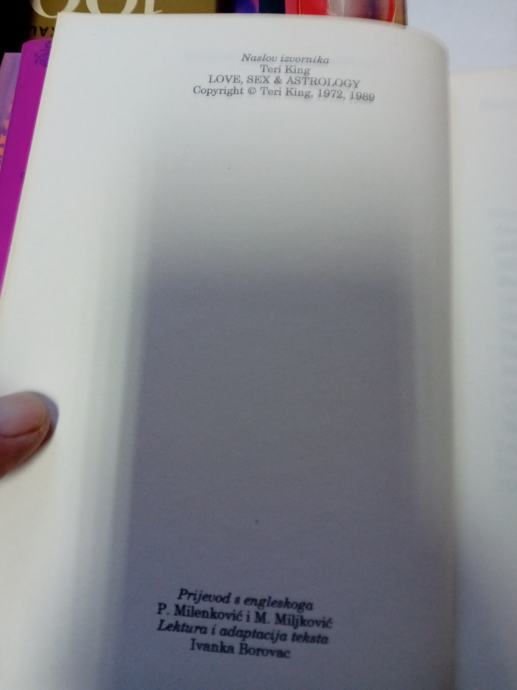 Naslov izvornika
Teri King
LOVE, SEX & ASTROLOGY
Copyright © Teri King, 1972, 1989
Prijevod s engleskoga
P. Milenković i M. Miljković
Lektura i adaptacija teksta
Ivanka Borovac